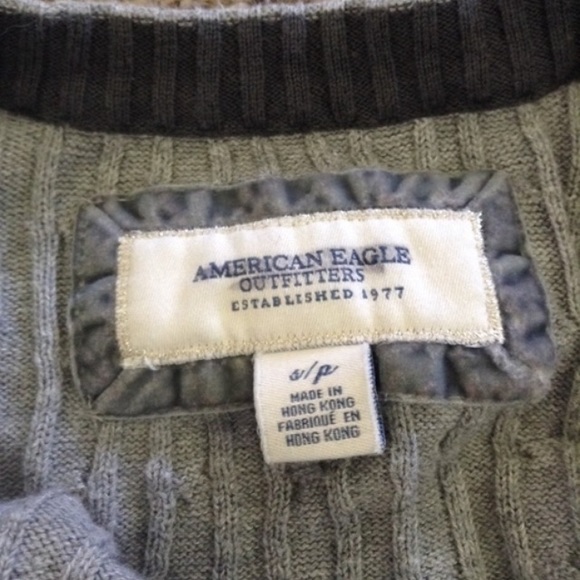 AMERICAN EAGLE
OUTFITTERS
ESTABLISHED 1977
s/p
MADE IN
HONG KONG
FABRIQUÉ EN
HONG KONG